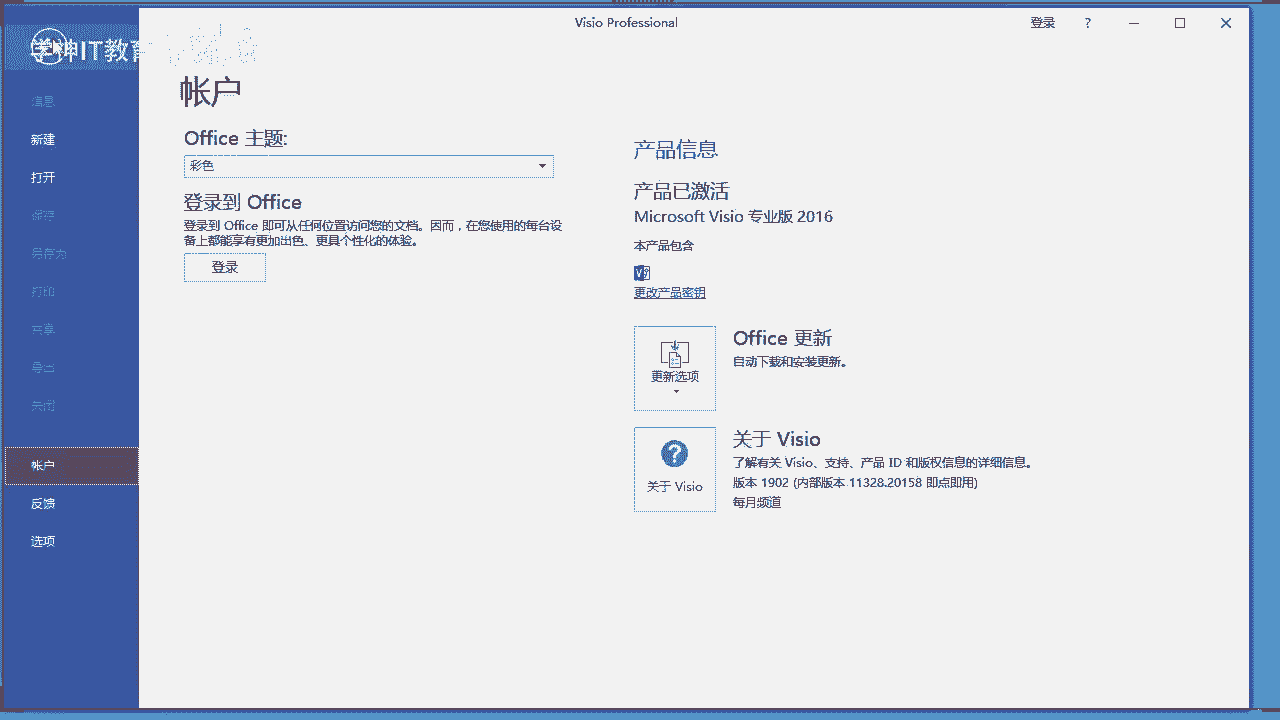 Visio Professional
登录
?
学神IT教育
帐户
信息
新建
打开
保存
另存为
打印
共享
导出
关闭
帐户
反馈
选项
Office 主题:
彩色
登录到 Office
登录到 Office 即可从任何位置访问您的文档。因而，在您使用的每台设
备上都能享有更加出色、更具个性化的体验。
登录
产品信息
产品已激活
Microsoft Visio 专业版 2016
本产品包含
更改产品密钥
更新选项
Office 更新
自动下载和安装更新。
关于 Visio
关于 Visio
了解有关 Visio、支持、产品 ID 和版权信息的详细信息。
版本 1902 (内部版本 11328.20158 即点即用)
每月频道